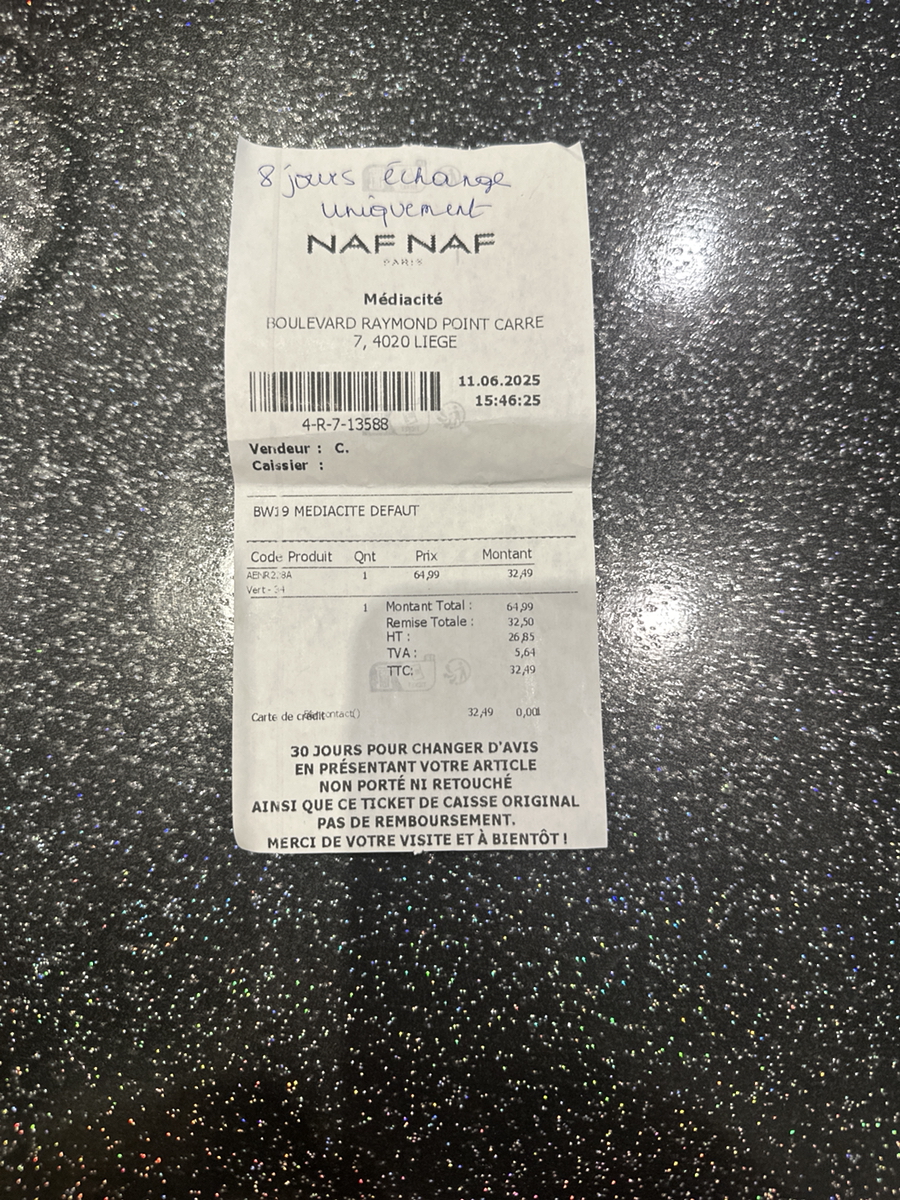 8 jours échange
uniquement
NAF NAF
PARIS
Médiacité
BOULEVARD RAYMOND POINT CARRE
7, 4020 LIEGE
11.06.2025
15:46:25
4-R-7-13588
Vendeur : C.
Caissier :
BW19 MEDIACITE DEFAUT
Code Produit Qnt Prix Montant
1 64,99 32,49
Vert -
1 Montant Total : 64,99
Remise Totale : 32,50
HT : 26,85
TVA : 5,64
TTC: 32,49
Carte de crédit 32,49 0,00
30 JOURS POUR CHANGER D'AVIS
EN PRÉSENTANT VOTRE ARTICLE
NON PORTÉ NI RETOUCHÉ
AINSI QUE CE TICKET DE CAISSE ORIGINAL
PAS DE REMBOURSEMENT.
MERCI DE VOTRE VISITE ET À BIENTÔT !